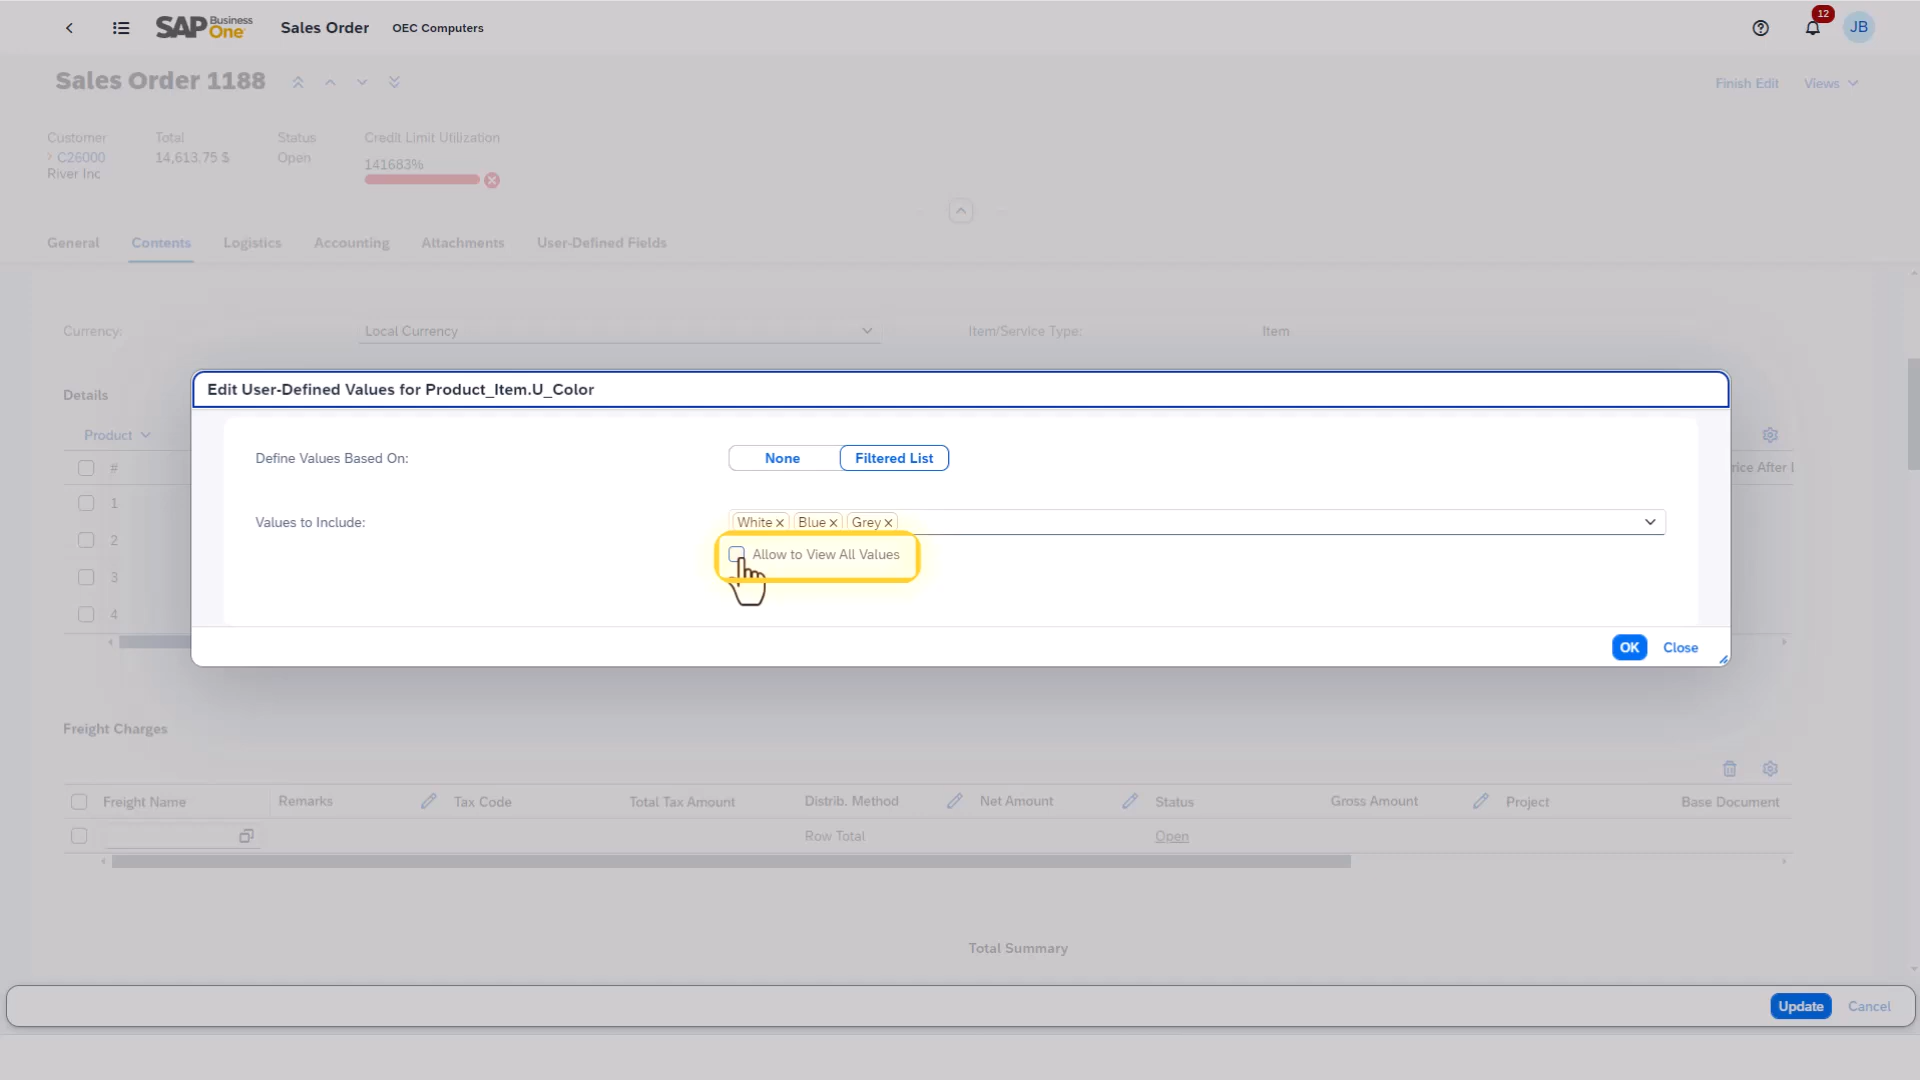 SAP Business One Sales Order OEC Computers 12 JB
Sales Order 1188 Finish Edit Views
Customer Total Status Credit Limit Utilization
C26000 14,613.75 $ Open 141683%
River Inc
General Contents Logistics Accounting Attachments User-Defined Fields
Currency: Local Currency Item/Service Type: Item
Edit User-Defined Values for Product_Item.U_Color
Details
Product
Define Values Based On: None Filtered List
# rice After
1
Values to Include: White Blue Grey
2
Allow to View All Values
3
4
OK Close
Freight Charges
Freight Name Remarks Tax Code Total Tax Amount Distrib. Method Net Amount Status Gross Amount Project Base Document
Row Total Open
Total Summary
Update Cancel